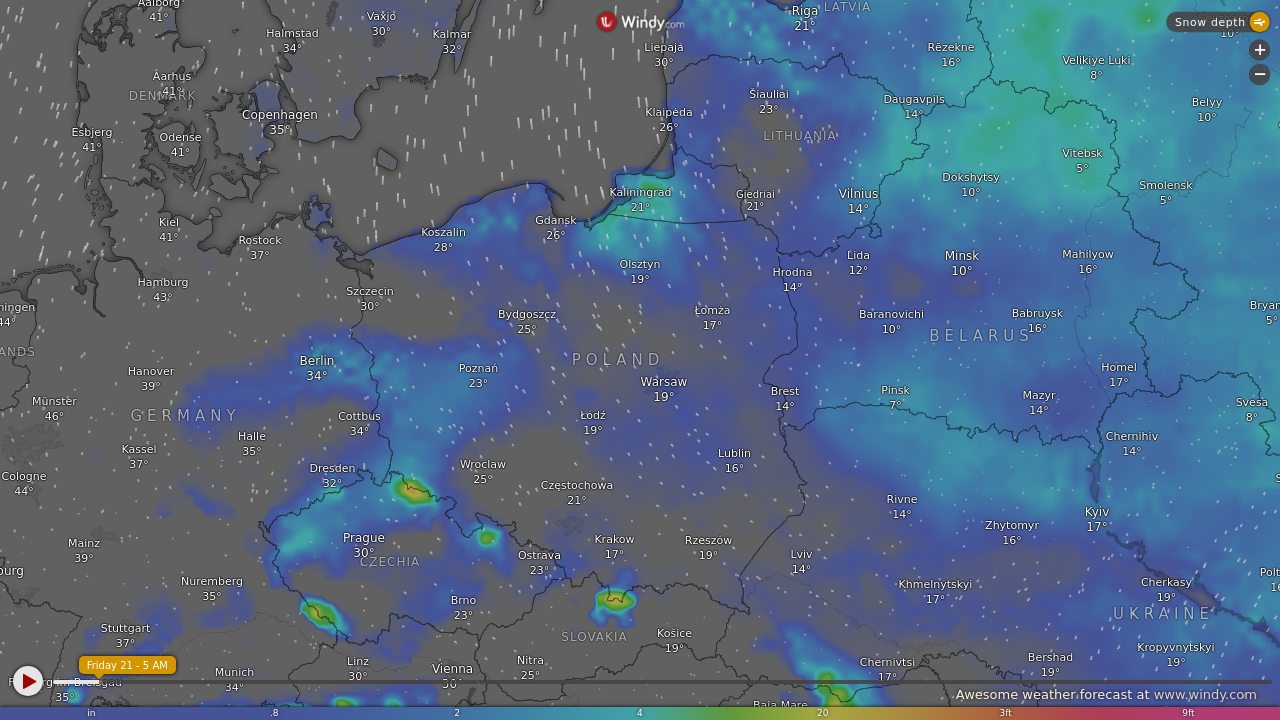 Aalborg
41°
Växjö
30°
Riga
21°
LATVIA
Windy.com
Snow depth
10°
Halmstad
34°
Kalmar
32°
Liepaja
30°
Rēzekne
16°
Velikiye Luki
8°
Aarhus
41°
DENMARK
Šiauliai
23°
Daugavpils
14°
Belyy
10°
Copenhagen
35°
Klaipėda
26°
LITHUANIA
Esbjerg
41°
Odense
41°
Vitebsk
5°
Dokshytsy
10°
Smolensk
5°
Kaliningrad
21°
Giedriai
21°
Vilnius
14°
Kiel
41°
Rostock
37°
Koszalin
28°
Gdansk
26°
Olsztyn
19°
Hrodna
14°
Lida
12°
Minsk
10°
Mahilyow
16°
Hamburg
43°
Szczecin
30°
ningen
44°
Bydgoszcz
25°
Łomża
17°
Baranovichi
10°
Babruysk
16°
Bryan
5°
BELARUS
ANDS
Berlin
34°
POLAND
Hanover
39°
Poznań
23°
Warsaw
19°
Brest
14°
Pinsk
7°
Homel
17°
Mazyr
14°
Svesa
8°
Münster
46°
GERMANY
Cottbus
34°
Łódź
19°
Halle
35°
Kassel
37°
Chernihiv
14°
Cologne
44°
Dresden
32°
Wroclaw
25°
Lublin
16°
Częstochowa
21°
Rivne
14°
Kyiv
17°
Zhytomyr
16°
Mainz
39°
Prague
30°
CZECHIA
Ostrava
23°
Krakow
17°
Rzeszów
19°
Lviv
14°
burg
Nuremberg
35°
Brno
23°
Khmelnytskyi
17°
Cherkasy
19°
Polt
UKRAINE
Stuttgart
37°
SLOVAKIA
Košice
19°
Kropyvnytskyi
19°
Friday 21 - 5 AM
Linz
30°
Vienna
30°
Nitra
25°
Chernivtsi
17°
Bershad
19°
Munich
34°
35°
Baia Mare
Awesome weather forecast at www.windy.com
in
.8
2
4
20
3ft
9ft